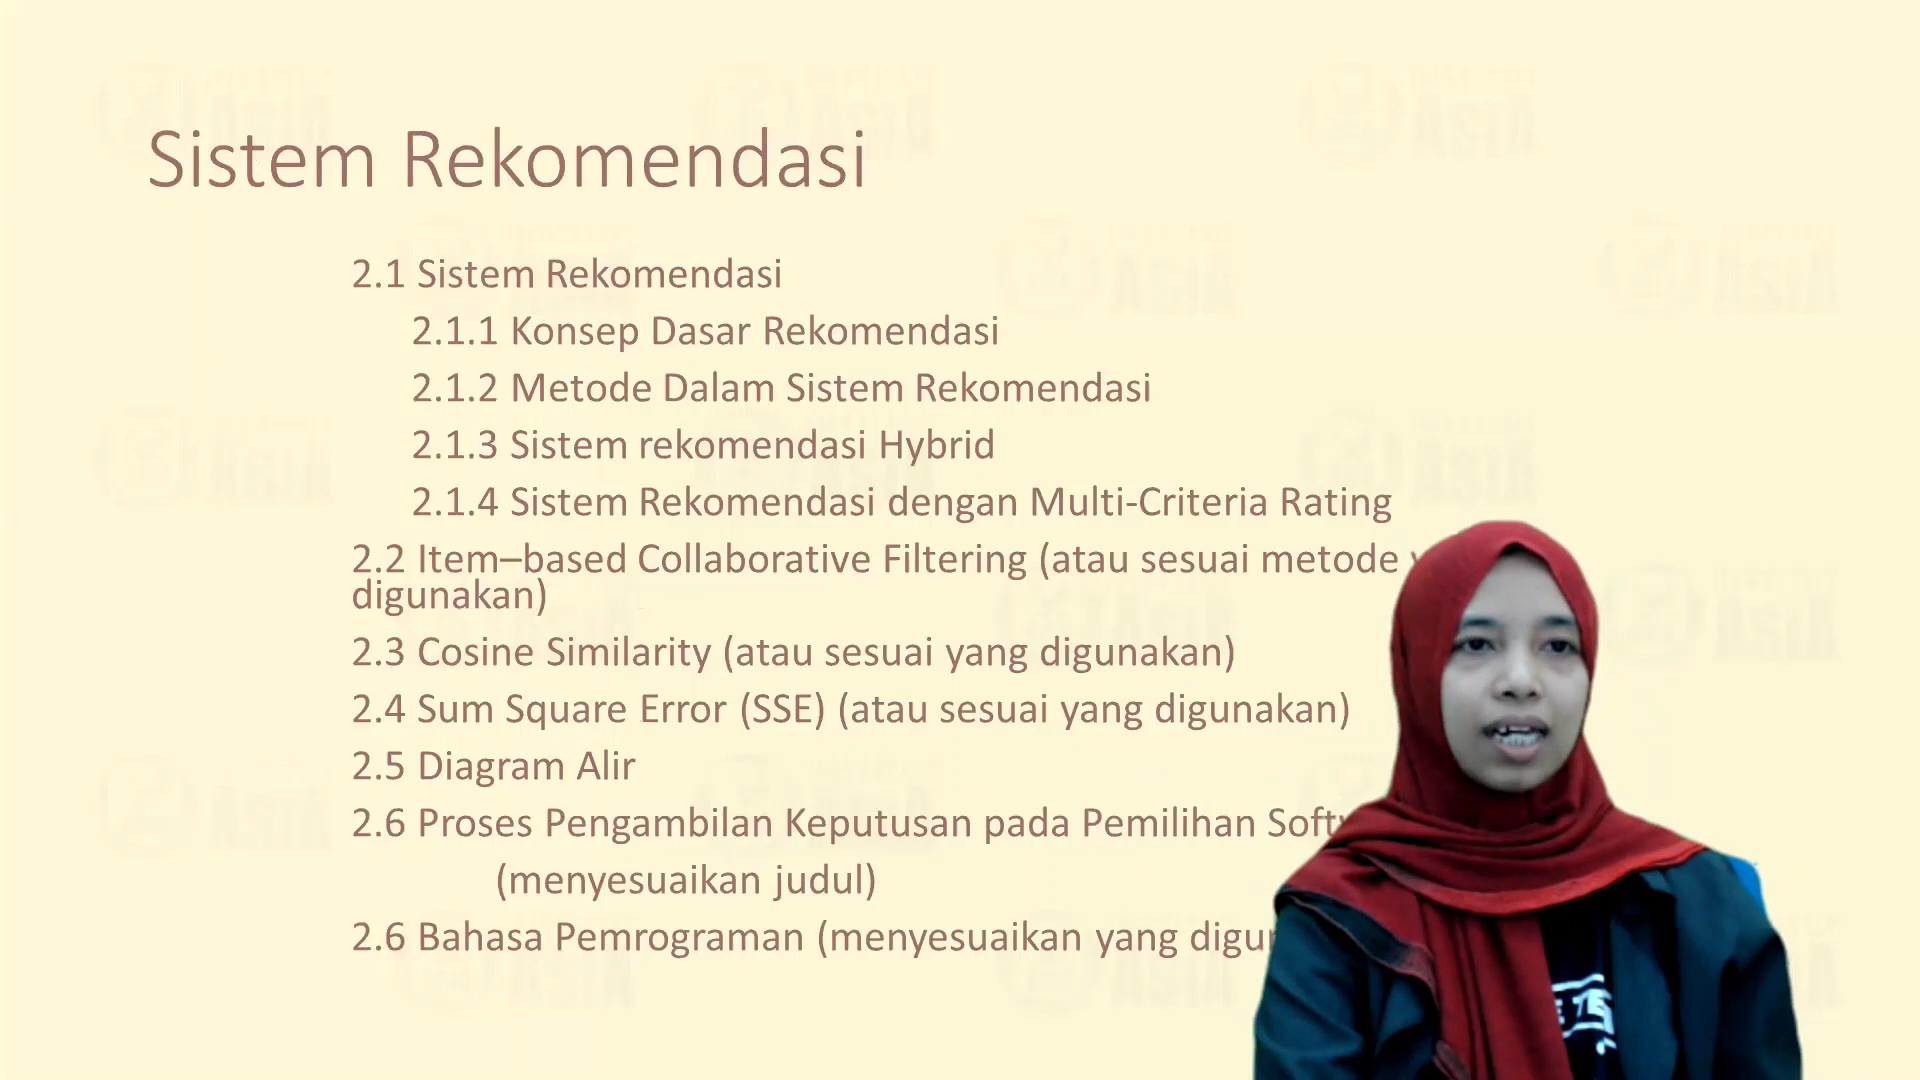 Sistem Rekomendasi
2.1 Sistem Rekomendasi
2.1.1 Konsep Dasar Rekomendasi
2.1.2 Metode Dalam Sistem Rekomendasi
2.1.3 Sistem rekomendasi Hybrid
2.1.4 Sistem Rekomendasi dengan Multi-Criteria Rating
2.2 Item–based Collaborative Filtering (atau sesuai metode
digunakan)
2.3 Cosine Similarity (atau sesuai yang digunakan)
2.4 Sum Square Error (SSE) (atau sesuai yang digunakan)
2.5 Diagram Alir
2.6 Proses Pengambilan Keputusan pada Pemilihan
(menyesuaikan judul)
2.6 Bahasa Pemrograman (menyesuaikan yang